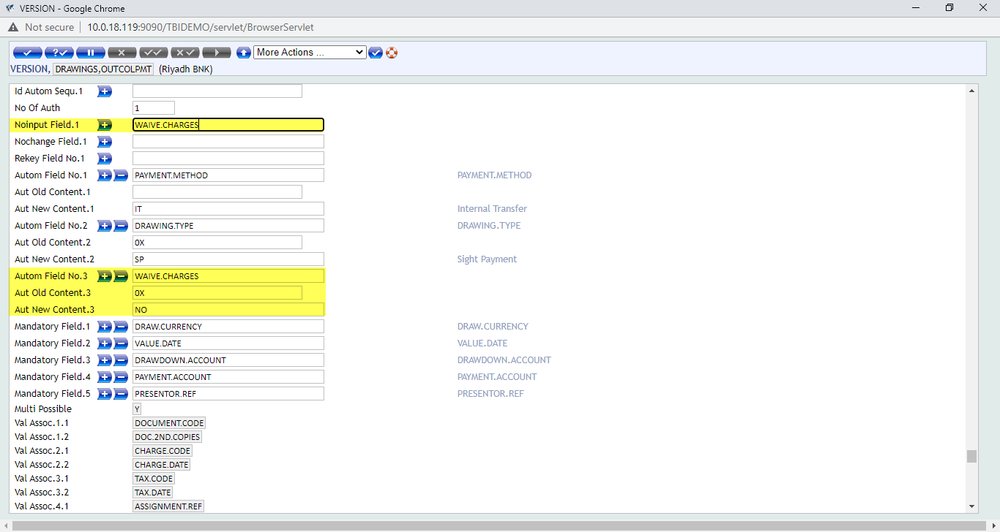 VERSION - Google Chrome
Not secure 10.0.18.119:9090/TBIDEMO/servlet/BrowserServlet
More Actions ...
VERSION, DRAWINGS,OUTCOLPMT (Riyadh BNK)
Id Autom Sequ.1
No Of Auth 1
Noinput Field.1 WAIVE.CHARGES
Nochange Field.1
Rekey Field No.1
Autom Field No.1 PAYMENT.METHOD PAYMENT.METHOD
Aut Old Content.1
Aut New Content.1 IT Internal Transfer
Autom Field No.2 DRAWING.TYPE DRAWING.TYPE
Aut Old Content.2 0X
Aut New Content.2 SP Sight Payment
Autom Field No.3 WAIVE.CHARGES
Aut Old Content.3 0X
Aut New Content.3 NO
Mandatory Field.1 DRAW.CURRENCY DRAW.CURRENCY
Mandatory Field.2 VALUE.DATE VALUE.DATE
Mandatory Field.3 DRAWDOWN.ACCOUNT DRAWDOWN.ACCOUNT
Mandatory Field.4 PAYMENT.ACCOUNT PAYMENT.ACCOUNT
Mandatory Field.5 PRESENTOR.REF PRESENTOR.REF
Multi Possible Y
Val Assoc.1.1 DOCUMENT.CODE
Val Assoc.1.2 DOC.2ND.COPIES
Val Assoc.2.1 CHARGE.CODE
Val Assoc.2.2 CHARGE.DATE
Val Assoc.3.1 TAX.CODE
Val Assoc.3.2 TAX.DATE
Val Assoc.4.1 ASSIGNMENT.REF